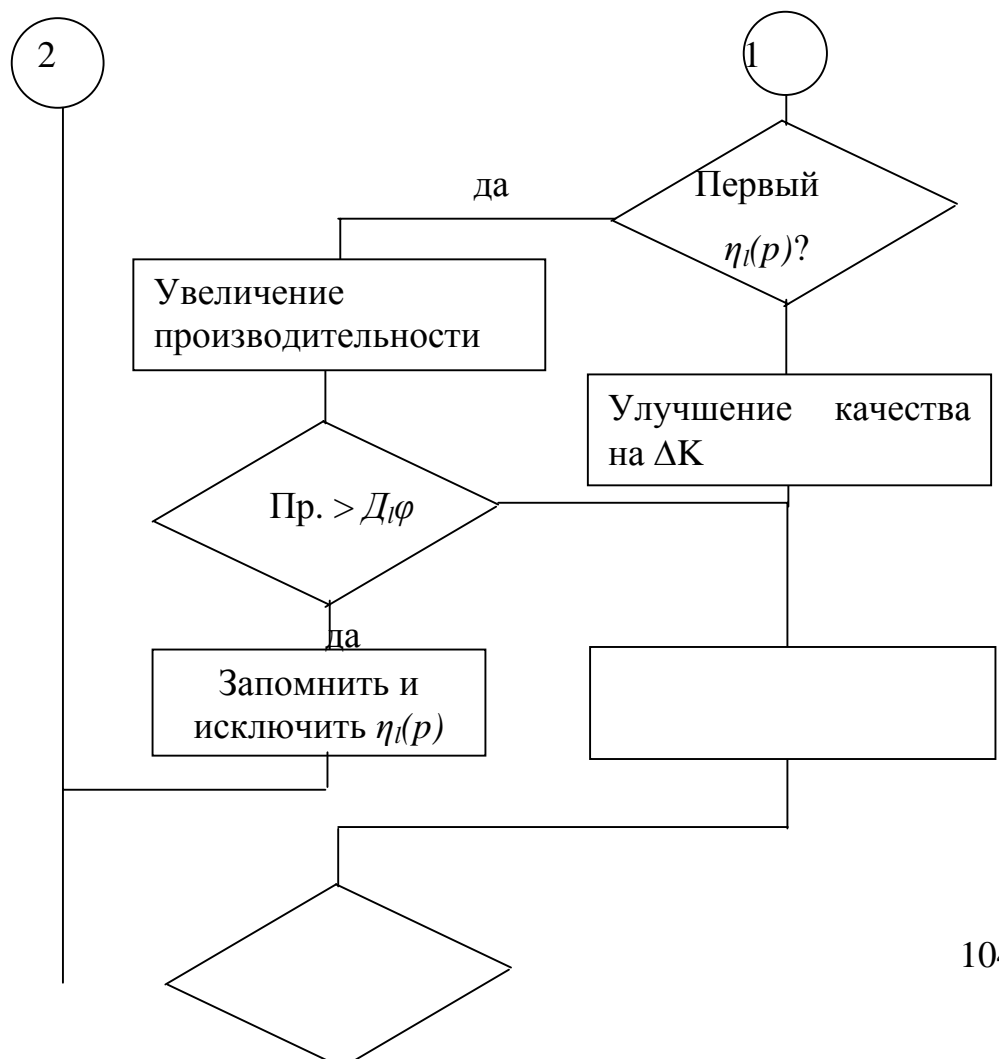 2
1
да
Первый
ηl(p)?
Увеличение
производительности
Улучшение качества
на ΔK
Пр. > Дlφ
да
Запомнить и
исключить ηl(p)
104